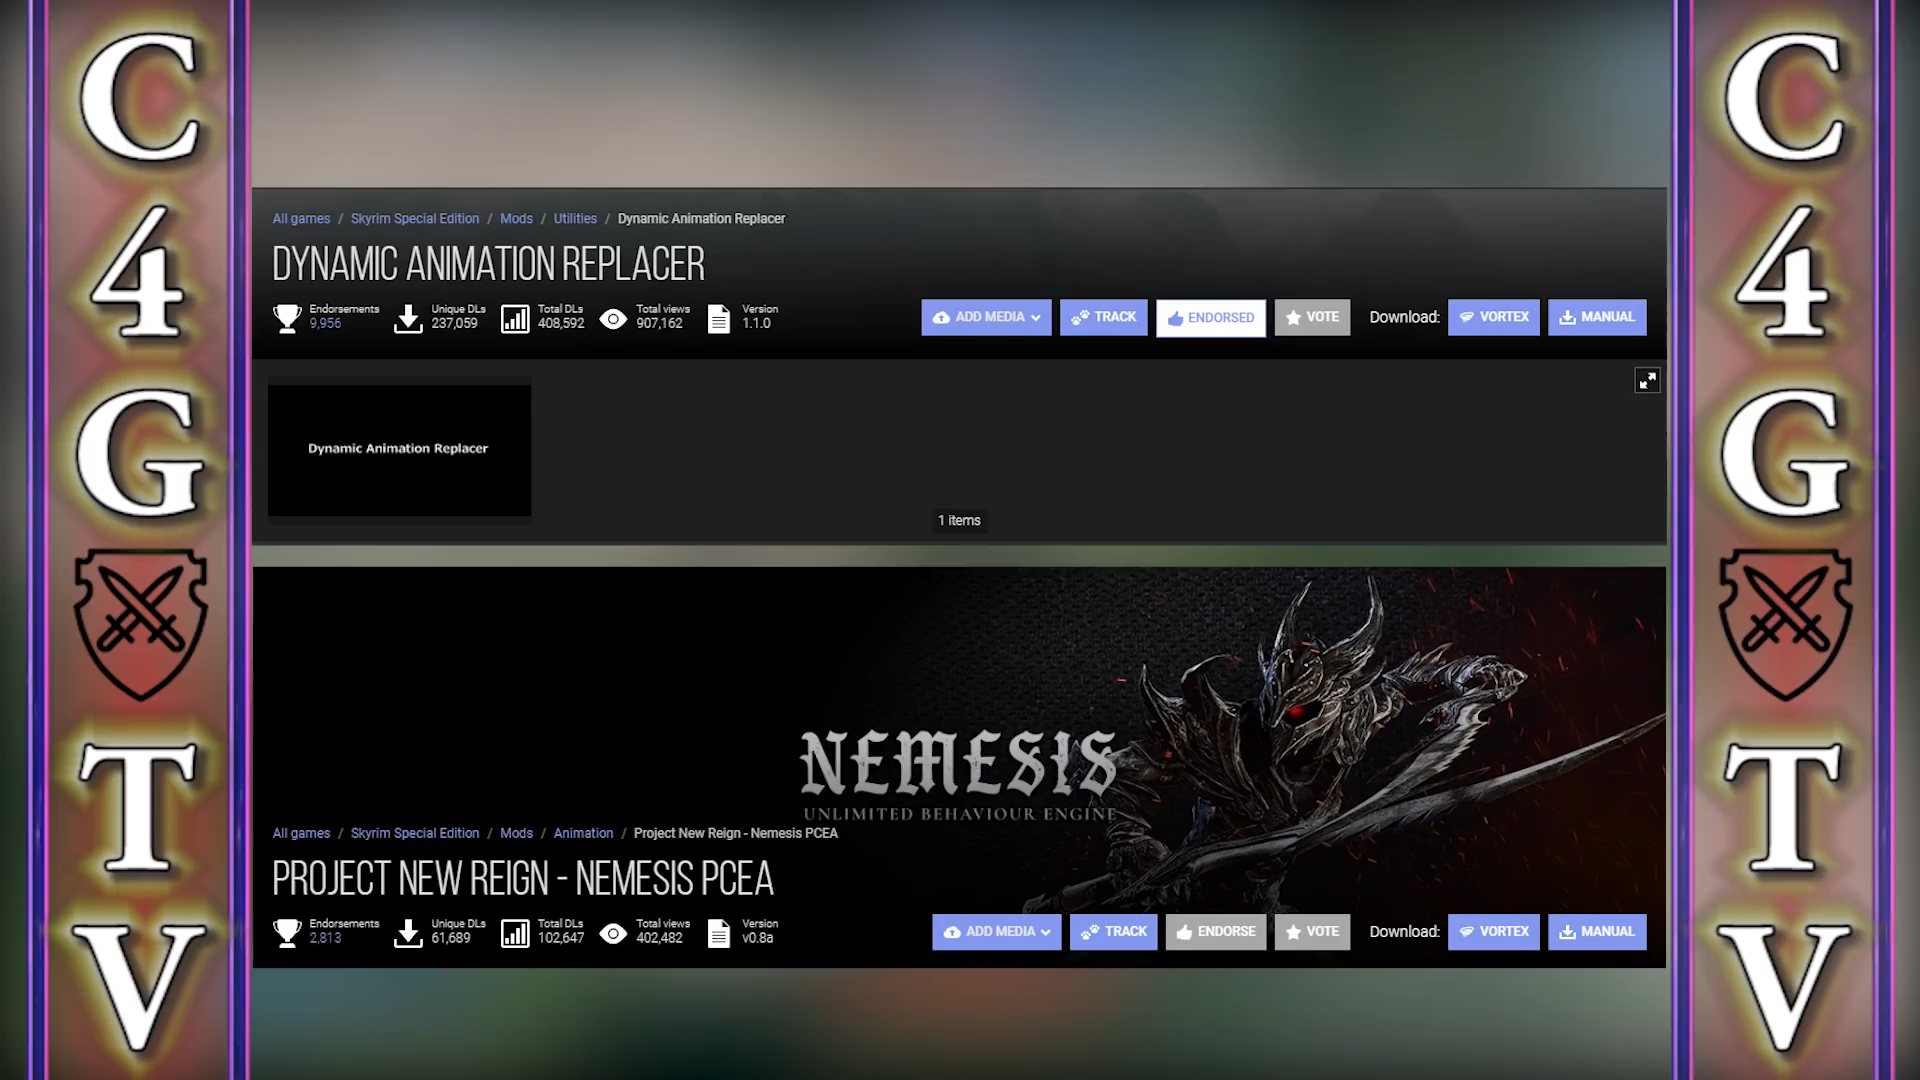 C4G TV
All games / Skyrim Special Edition / Mods / Utilities / Dynamic Animation Replacer
DYNAMIC ANIMATION REPLACER
Endorsements Unique DLs Total DLs Total views Version
9,956 237,059 408,592 907,162 1.1.0
ADD MEDIA TRACK ENDORSED VOTE Download: VORTEX MANUAL
Dynamic Animation Replacer
1 items
NEMESIS
UNLIMITED BEHAVIOUR ENGINE
All games / Skyrim Special Edition / Mods / Animation / Project New Reign - Nemesis PCEA
PROJECT NEW REIGN - NEMESIS PCEA
Endorsements Unique DLs Total DLs Total views Version
2,813 61,689 102,647 402,482 v0.8a
ADD MEDIA TRACK ENDORSE VOTE Download: VORTEX MANUAL
C4G TV